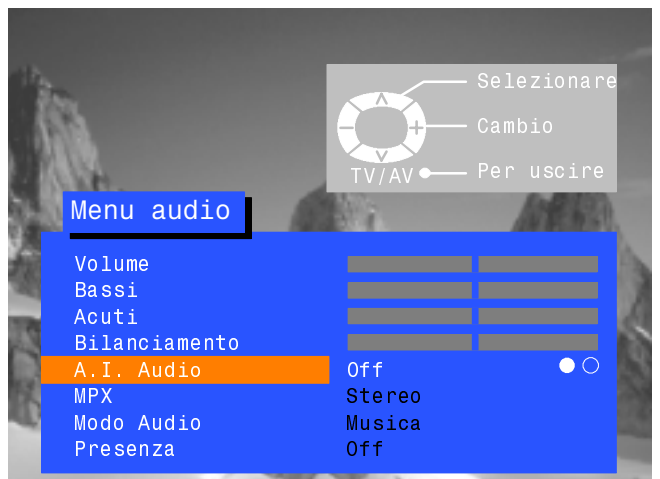 Selezionare
Cambio
TV/AV Per uscire
Menu audio
Volume
Bassi
Acuti
Bilanciamento
A.I. Audio Off
MPX Stereo
Modo Audio Musica
Presenza Off